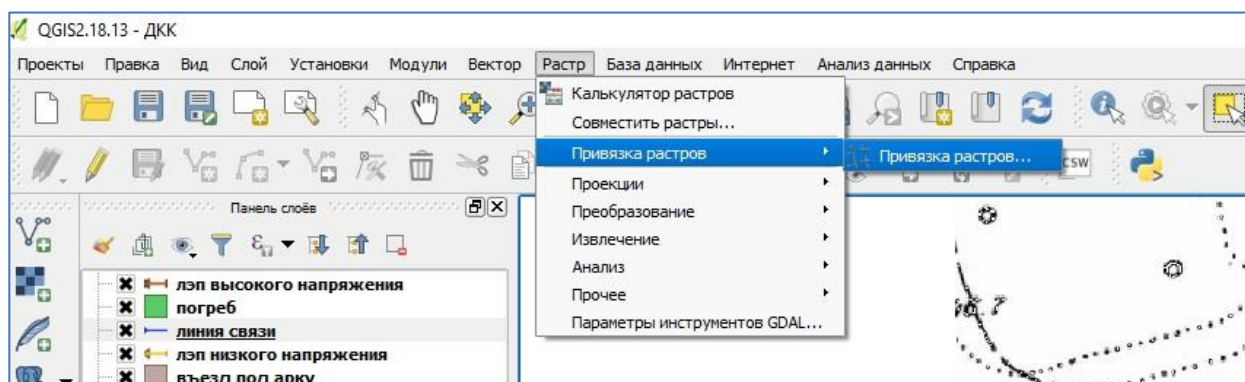 QGIS2.18.13 - ДКК
Проекты Правка Вид Слой Установки Модули Вектор Растр База данных Интернет Анализ данных Справка
Калькулятор растров
Совместить растры...
Привязка растров
Привязка растров...
CSW
Проекции
Преобразование
Извлечение
Анализ
Прочее
Параметры инструментов GDAL...
Панель слоёв
лэп высокого напряжения
погреб
линия связи
лэп низкого напряжения
въезд под арку